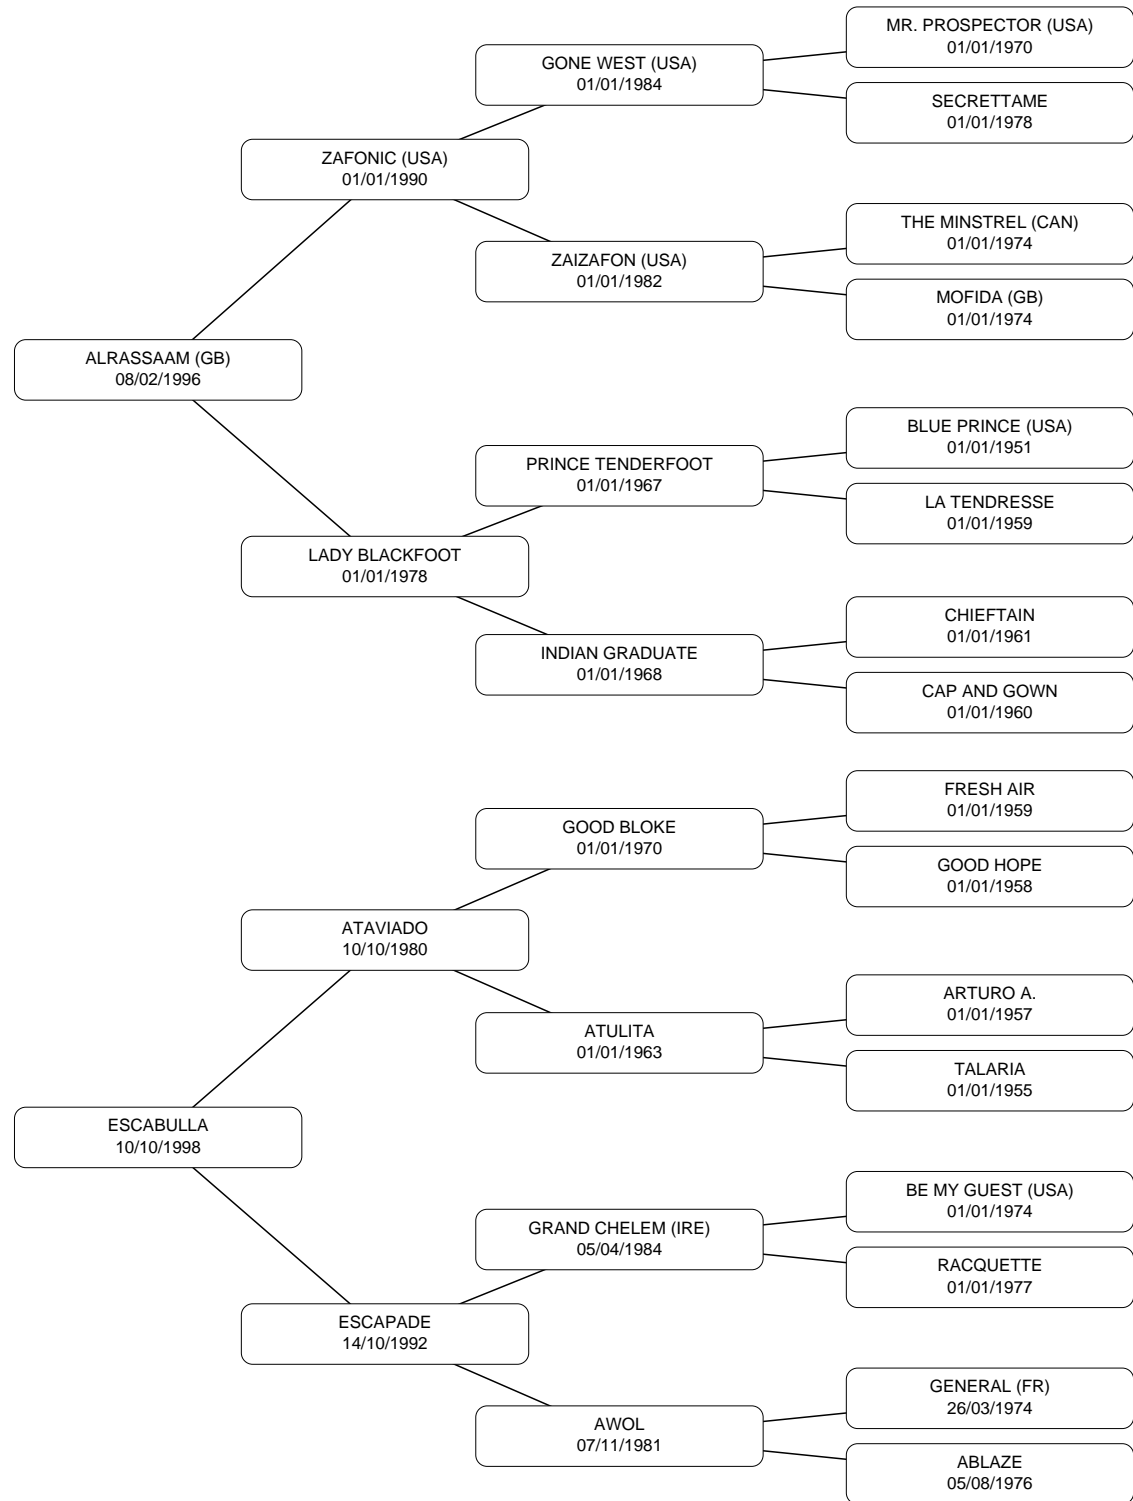 MR. PROSPECTOR (USA)
01/01/1970
GONE WEST (USA)
01/01/1984
SECRETTAME
01/01/1978
ZAFONIC (USA)
01/01/1990
THE MINSTREL (CAN)
01/01/1974
ZAIZAFON (USA)
01/01/1982
MOFIDA (GB)
01/01/1974
ALRASSAAM (GB)
08/02/1996
BLUE PRINCE (USA)
01/01/1951
PRINCE TENDERFOOT
01/01/1967
LA TENDRESSE
01/01/1959
LADY BLACKFOOT
01/01/1978
CHIEFTAIN
01/01/1961
INDIAN GRADUATE
01/01/1968
CAP AND GOWN
01/01/1960
FRESH AIR
01/01/1959
GOOD BLOKE
01/01/1970
GOOD HOPE
01/01/1958
ATAVIADO
10/10/1980
ARTURO A.
01/01/1957
ATULITA
01/01/1963
TALARIA
01/01/1955
ESCABULLA
10/10/1998
BE MY GUEST (USA)
01/01/1974
GRAND CHELEM (IRE)
05/04/1984
RACQUETTE
01/01/1977
ESCAPADE
14/10/1992
GENERAL (FR)
26/03/1974
AWOL
07/11/1981
ABLAZE
05/08/1976